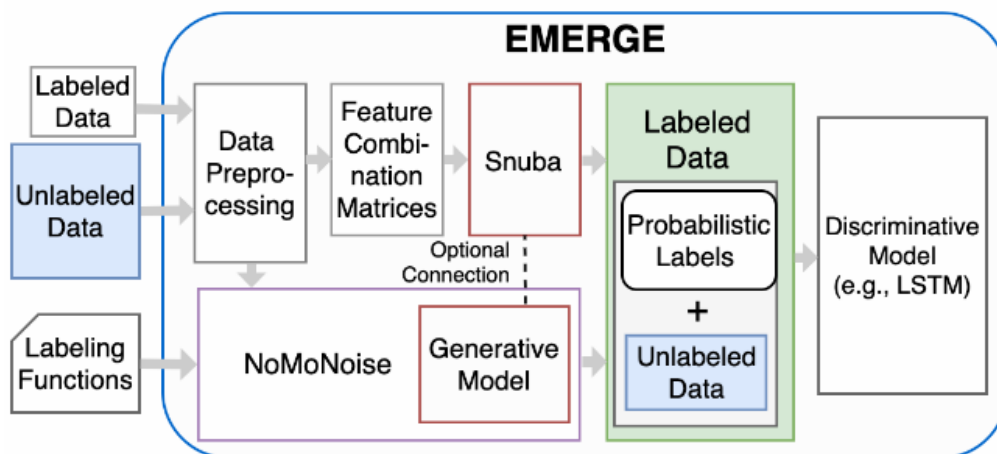 EMERGE
Labeled
Data
Unlabeled
Data
Labeling
Functions
Data
Prepro-
cessing
Feature
Combi-
nation
Matrices
Snuba
Optional
Connection
NoMoNoise
Generative
Model
Labeled
Data
Probabilistic
Labels
+
Unlabeled
Data
Discriminative
Model
(e.g., LSTM)